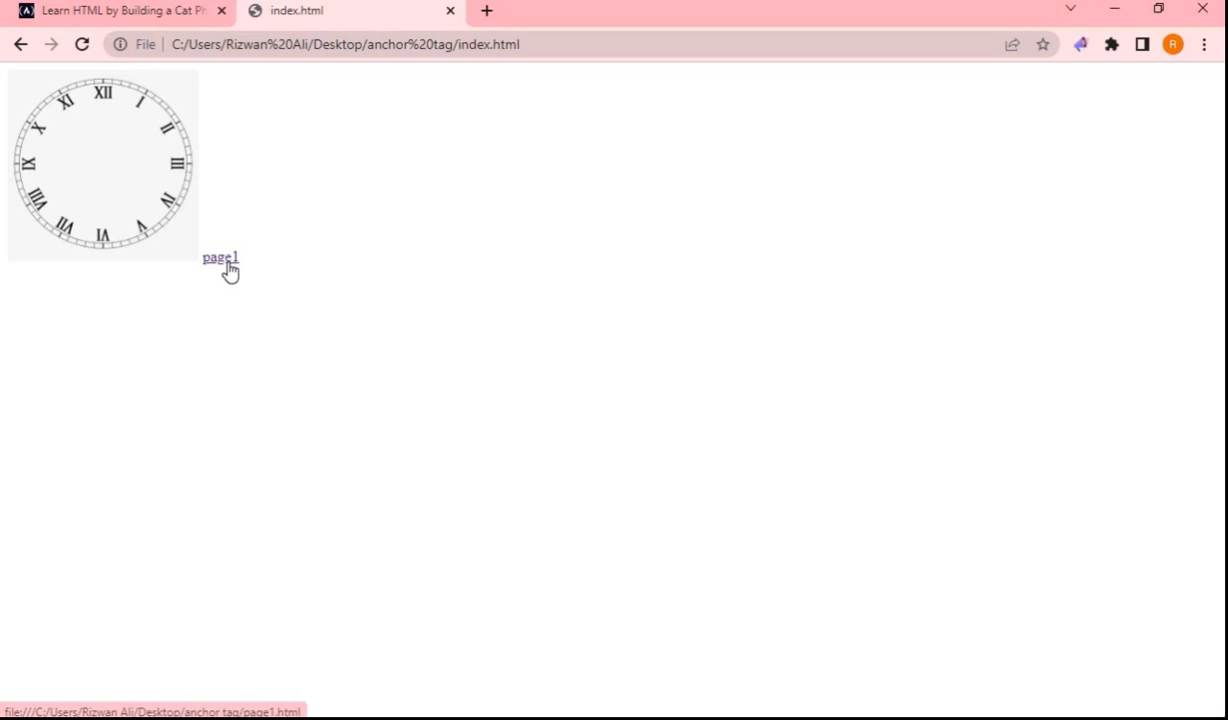 Learn HTML by Building a Cat Ph
index.html
File
C:/Users/Rizwan%20Ali/Desktop/anchor%20tag/index.html
R
XII
I
II
III
IV
V
VI
VII
VIII
IX
X
XI
page1
file:///C:/Users/Rizwan Ali/Desktop/anchor tag/page1.html